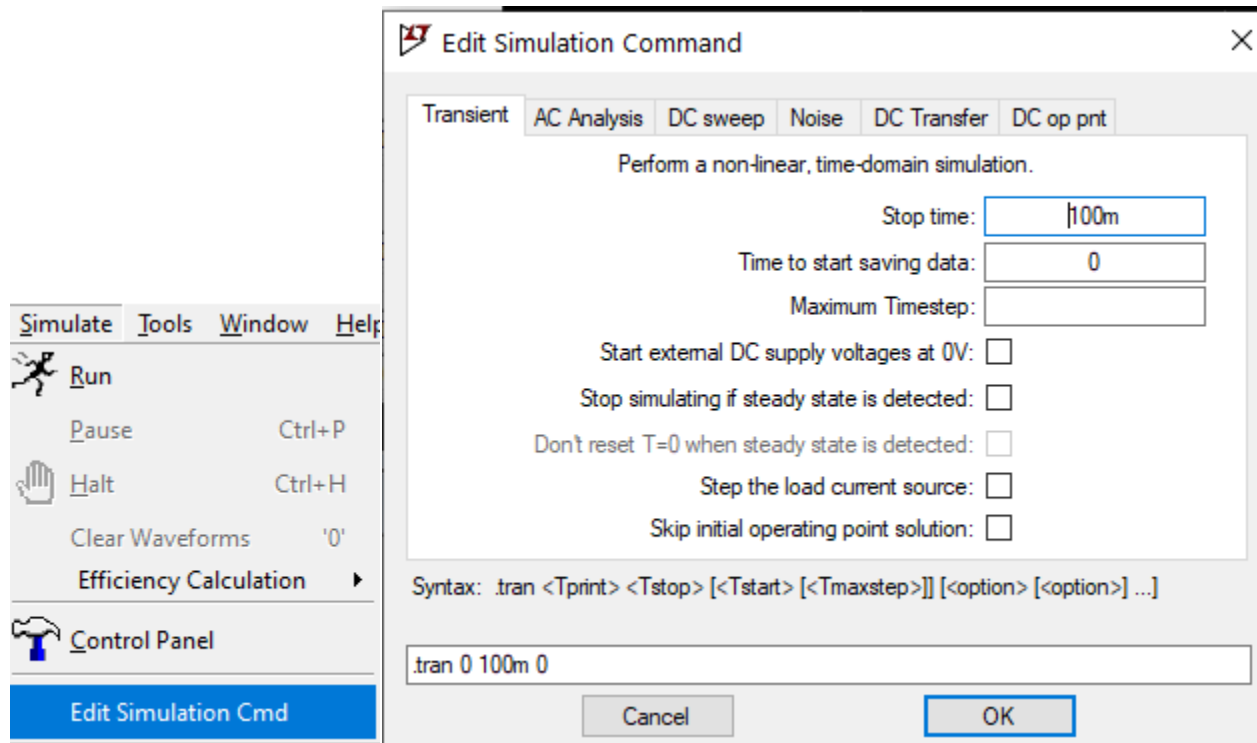 Simulate Tools Window Help
Run
Pause Ctrl+P
Halt Ctrl+H
Clear Waveforms '0'
Efficiency Calculation
Control Panel
Edit Simulation Cmd
Edit Simulation Command
Transient AC Analysis DC sweep Noise DC Transfer DC op pnt
Perform a non-linear, time-domain simulation.
Stop time: 100m
Time to start saving data: 0
Maximum Timestep:
Start external DC supply voltages at 0V:
Stop simulating if steady state is detected:
Don't reset T=0 when steady state is detected:
Step the load current source:
Skip initial operating point solution:
Syntax: .tran <Tprint> <Tstop> [<Tstart> [<Tmaxstep>]] [<option> [<option>] ...]
.tran 0 100m 0
Cancel OK